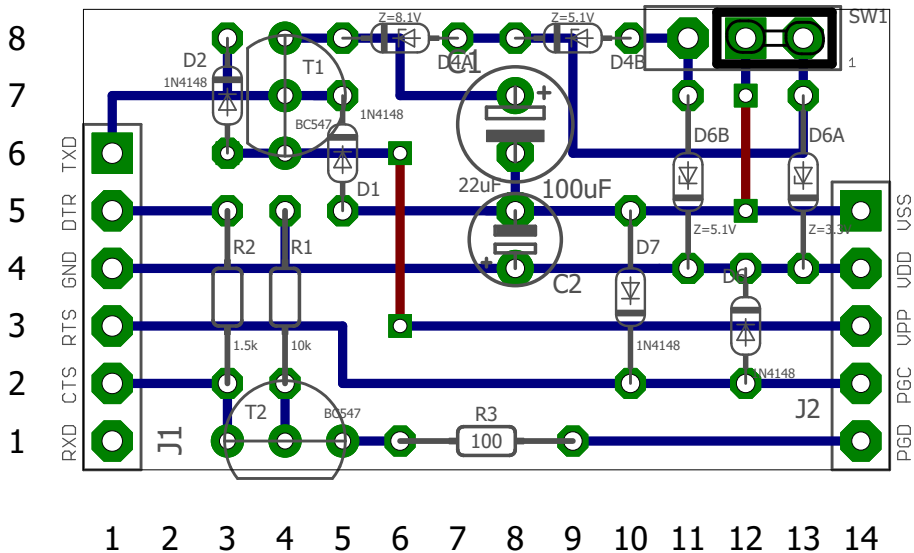 8
7
6
5
4
3
2
1
Z=8.1V
Z=5.1V
SW1
1
D2
T1
D4A
C1
D4B
1N4148
1N4148
BC547
D6B
D6A
TXD
DTR
GND
RTS
CTS
RXD
22uF
100uF
D1
R2
R1
Z=5.1V
Z=3.3V
D7
C2
VSS
VDD
VPP
PGC
PGD
1.5k
10k
1N4148
1N4148
T2
BC547
R3
100
J1
J2
1 2 3 4 5 6 7 8 9 10 11 12 13 14